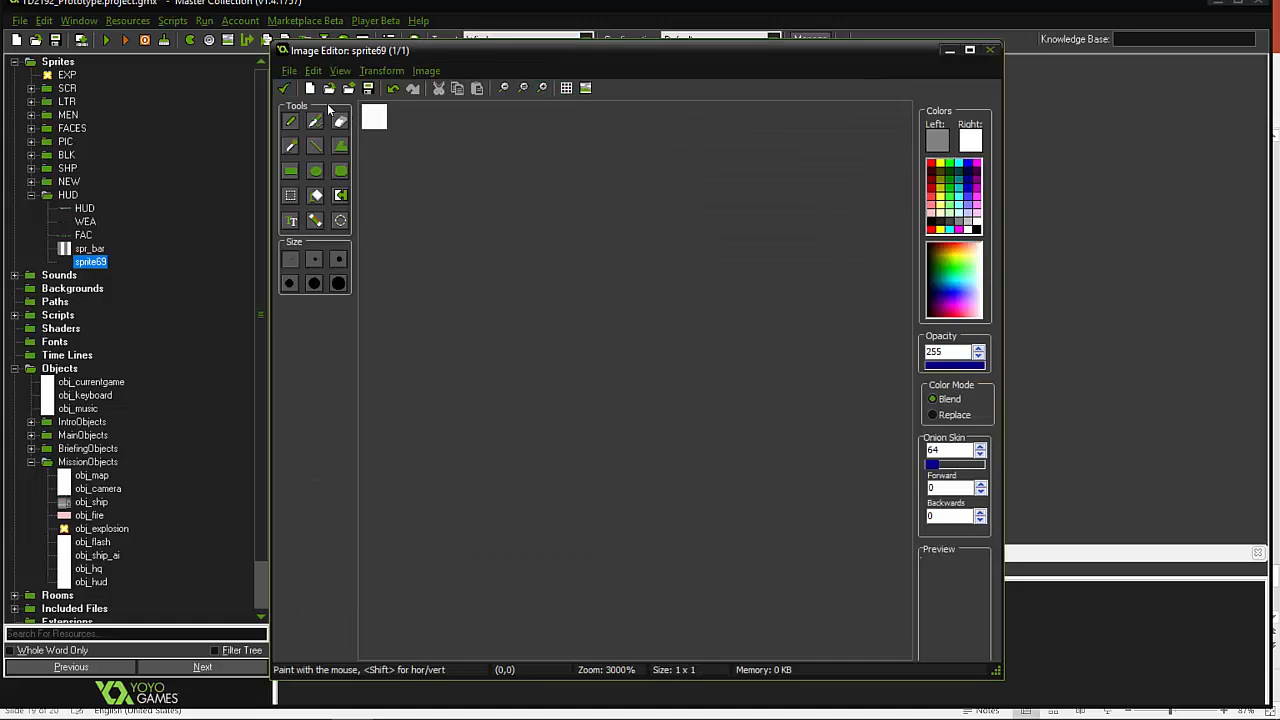 TD2192_Prototype.project.gmx - Master Collection (v1.4.1757)
File Edit Window Resources Scripts Run Account Marketplace Beta Player Beta Help
Knowledge Base:
Image Editor: sprite69 (1/1)
File Edit View Transform Image
Tools
Size
Colors
Left: Right:
Opacity
255
Color Mode
Blend
Replace
Onion Skin
64
Forward
0
Backwards
0
Preview
Paint with the mouse, <Shift> for hor/vert (0,0) Zoom: 3000% Size: 1 x 1 Memory: 0 KB
Sprites
EXP
SCR
LTR
MEN
FACES
PIC
BLK
SHP
NEW
HUD
HUD
WEA
FAC
spr_bar
sprite69
Sounds
Backgrounds
Paths
Scripts
Shaders
Fonts
Time Lines
Objects
obj_currentgame
obj_keyboard
obj_music
IntroObjects
MainObjects
BriefingObjects
MissionObjects
obj_map
obj_camera
obj_ship
obj_fire
obj_explosion
obj_flash
obj_ship_ai
obj_hq
obj_hud
Rooms
Included Files
Extensions
Search For Resources...
Whole Word Only Filter Tree
Previous Next
YOYO
GAMES
Slide 19 of 20 English (United States) Notes 87%